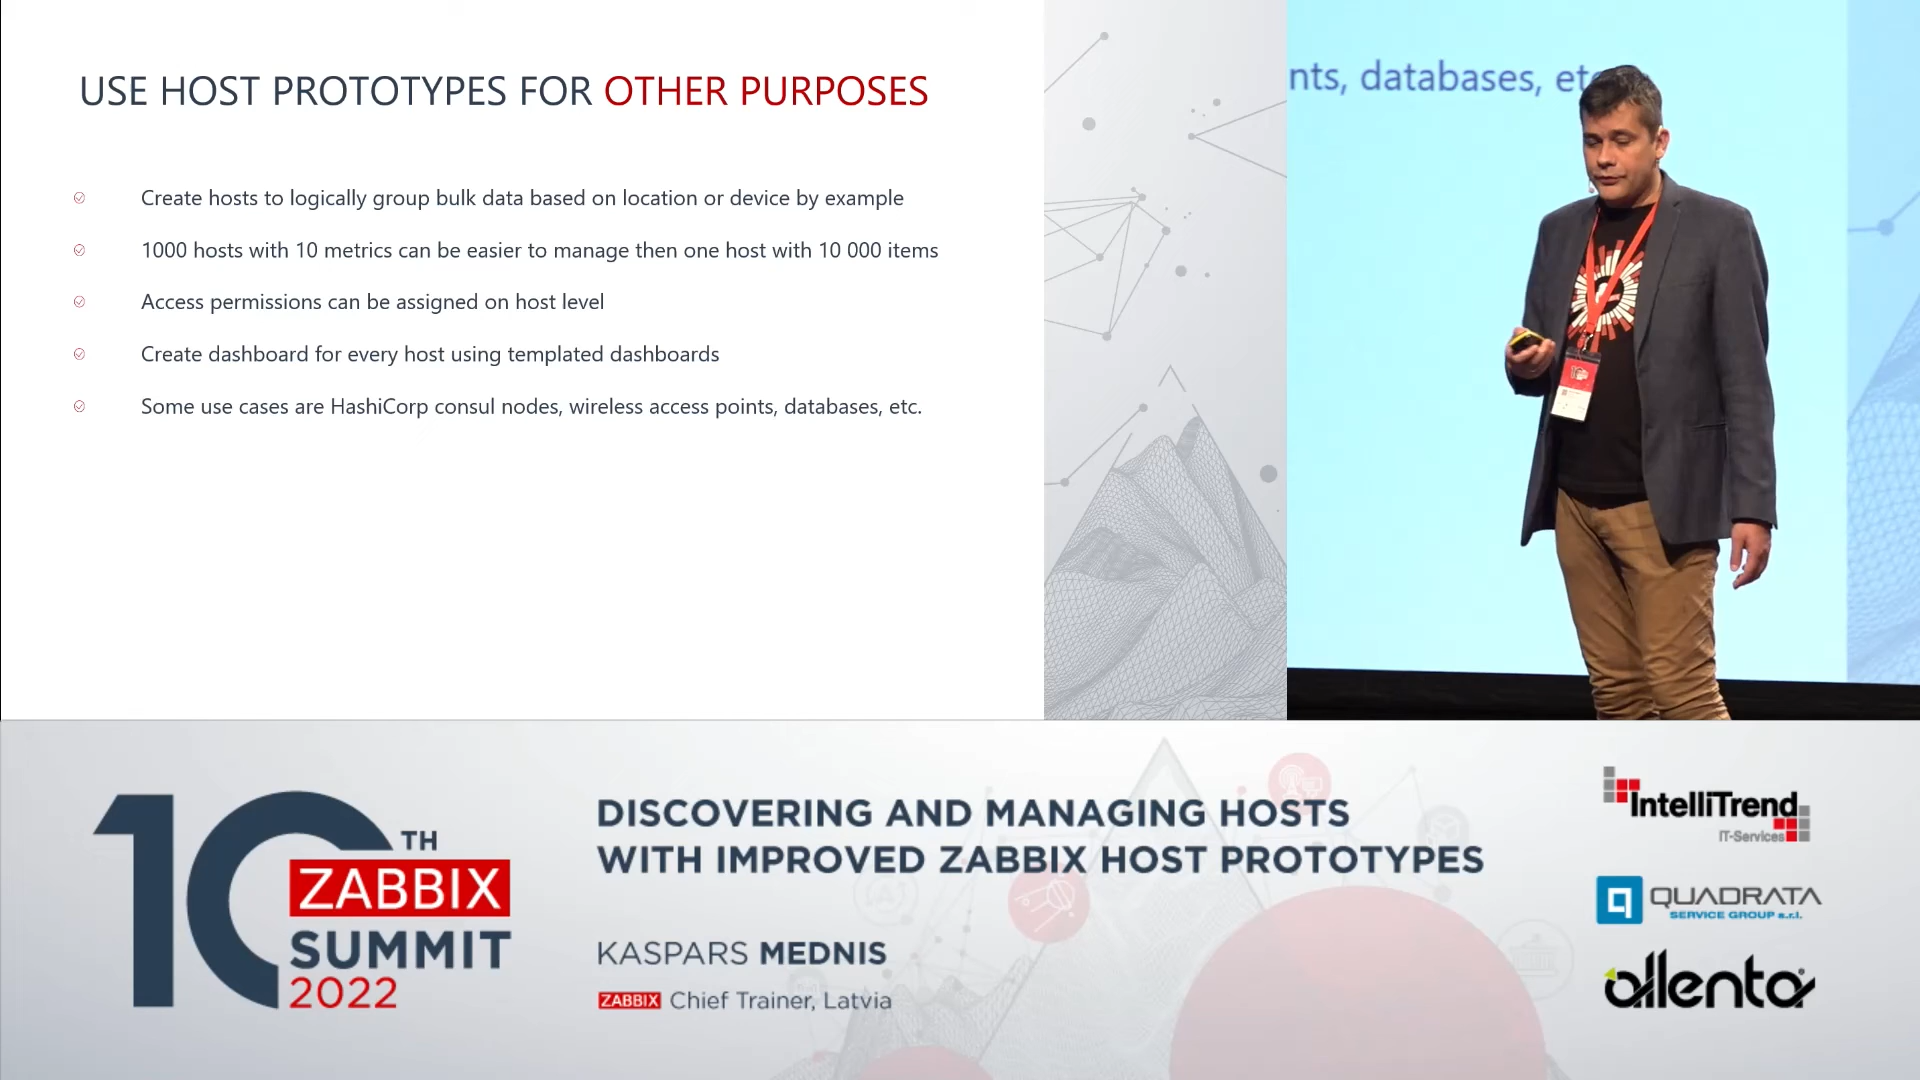 USE HOST PROTOTYPES FOR OTHER PURPOSES
Create hosts to logically group bulk data based on location or device by example
1000 hosts with 10 metrics can be easier to manage then one host with 10 000 items
Access permissions can be assigned on host level
Create dashboard for every host using templated dashboards
Some use cases are HashiCorp consul nodes, wireless access points, databases, etc.
nts, databases, etc
10TH
ZABBIX
SUMMIT
2022
DISCOVERING AND MANAGING HOSTS
WITH IMPROVED ZABBIX HOST PROTOTYPES
KASPARS MEDNIS
ZABBIX Chief Trainer, Latvia
IntelliTrend
IT-Services
QUADRATA
SERVICE GROUP s.r.l.
allenta